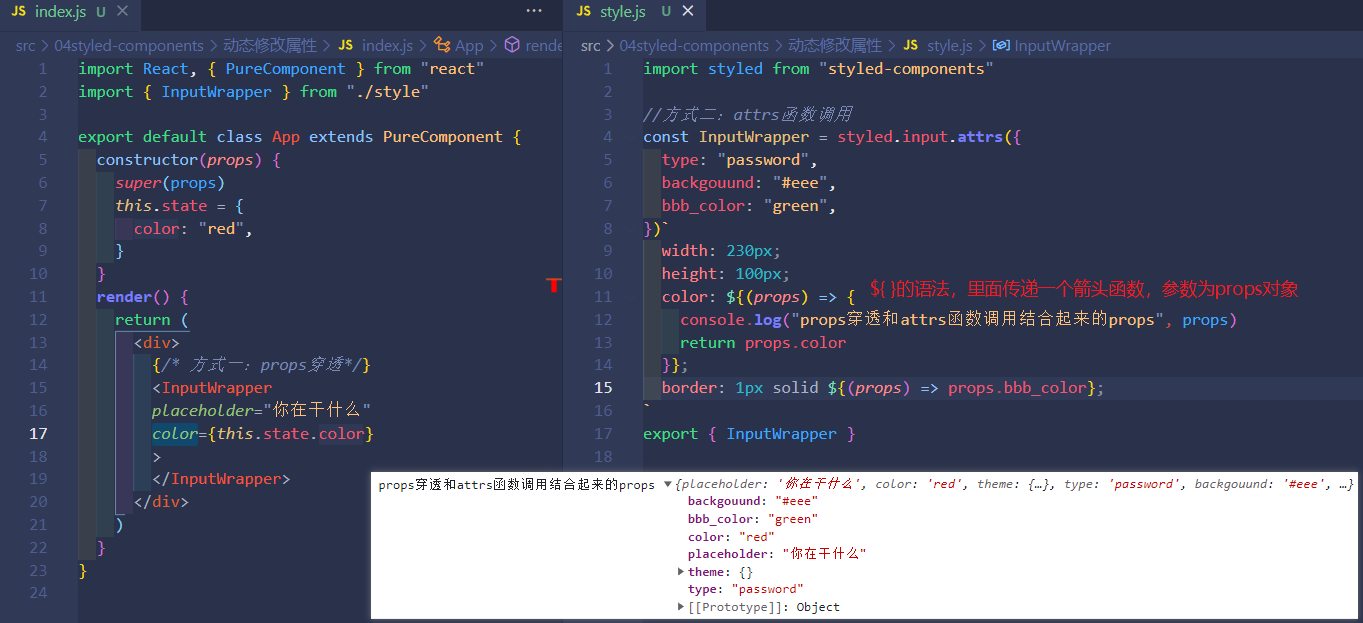 JS index.js U ×
···
src > 04styled-components > 动态修改属性 > JS index.js > App > rende
1 import React, { PureComponent } from "react"
2 import { InputWrapper } from "./style"
3
4 export default class App extends PureComponent {
5 constructor(props) {
6 super(props)
7 this.state = {
8 color: "red",
9 }
10 }
11 render() {
12 return (
13 <div>
14 {/* 方式一: props穿透*/}
15 <InputWrapper
16 placeholder="你在干什么"
17 color={this.state.color}
18 >
19 </InputWrapper>
20 </div>
21 )
22 }
23 }
24
T
JS style.js U ×
src > 04styled-components > 动态修改属性 > JS style.js > InputWrapper
1 import styled from "styled-components"
2
3 //方式二: attrs函数调用
4 const InputWrapper = styled.input.attrs({
5 type: "password",
6 backgouund: "#eee",
7 bbb_color: "green",
8 })`
9 width: 230px;
10 height: 100px;
11 color: ${(props) => {
${ }的语法，里面传递一个箭头函数，参数为props对象
12 console.log("props穿透和attrs函数调用结合起来的props", props)
13 return props.color
14 }};
15 border: 1px solid ${(props) => props.bbb_color};
16 `
17 export { InputWrapper }
18
props穿透和attrs函数调用结合起来的props ▼{placeholder: '你在干什么', color: 'red', theme: {…}, type: 'password', backgouund: '#eee', …}
backgouund: "#eee"
bbb_color: "green"
color: "red"
placeholder: "你在干什么"
▶theme: {}
type: "password"
▶[[Prototype]]: Object